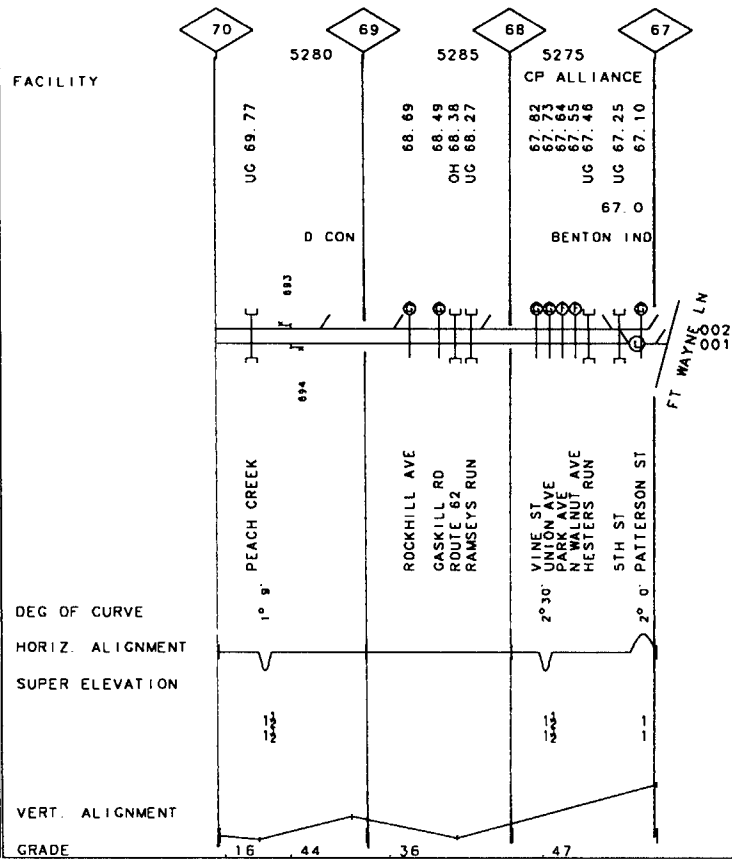 70 69 68 67
5280 5285 5275
FACILITY
CP ALLIANCE
UG 69.77
68.69
68.49
OH 68.38
UG 68.27
67.82
67.73
67.64
67.55
UG 67.46
UG 67.25
67.10
67.0
D CON
BENTON IND
693
694
G G G G F F G
L
FT WAYNE LN
002
001
PEACH CREEK
ROCKHILL AVE
GASKILL RD
ROUTE 62
RAMSEYS RUN
VINE ST
UNION AVE
PARK AVE
N WALNUT AVE
HESTERS RUN
5TH ST
PATTERSON ST
DEG OF CURVE
1° 9' 2°30' 2° 0'
HORIZ. ALIGNMENT
SUPER ELEVATION
1
VERT. ALIGNMENT
GRADE
.16 .44 .36 .47